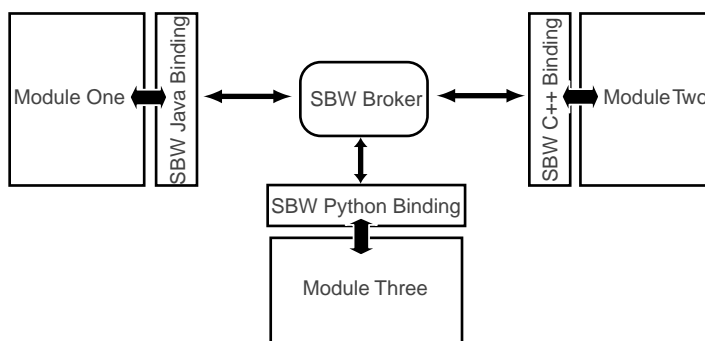 Module One
SBW Java Binding
SBW Broker
SBW C++ Binding
Module Two
SBW Python Binding
Module Three